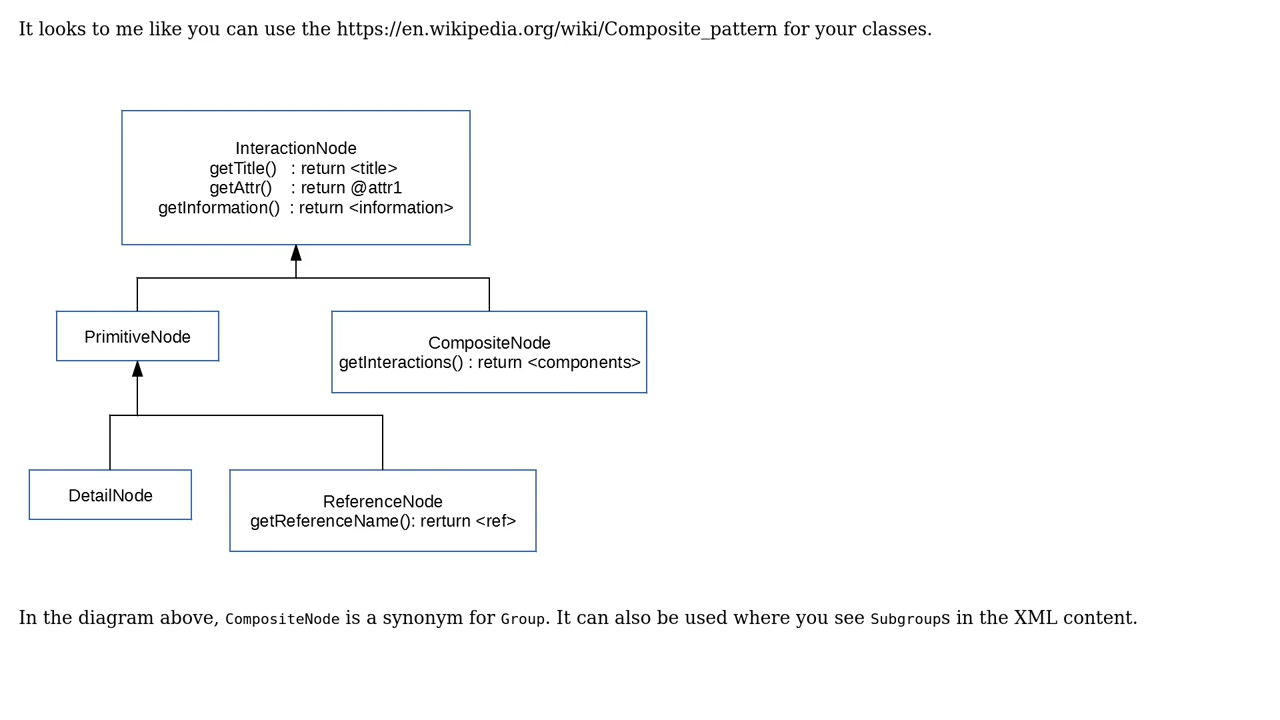 It looks to me like you can use the https://en.wikipedia.org/wiki/Composite_pattern for your classes.
InteractionNode
getTitle() : return <title>
getAttr() : return @attr1
getInformation() : return <information>
PrimitiveNode
CompositeNode
getInteractions() : return <components>
DetailNode
ReferenceNode
getReferenceName(): rerturn <ref>
In the diagram above, CompositeNode is a synonym for Group. It can also be used where you see Subgroups in the XML content.